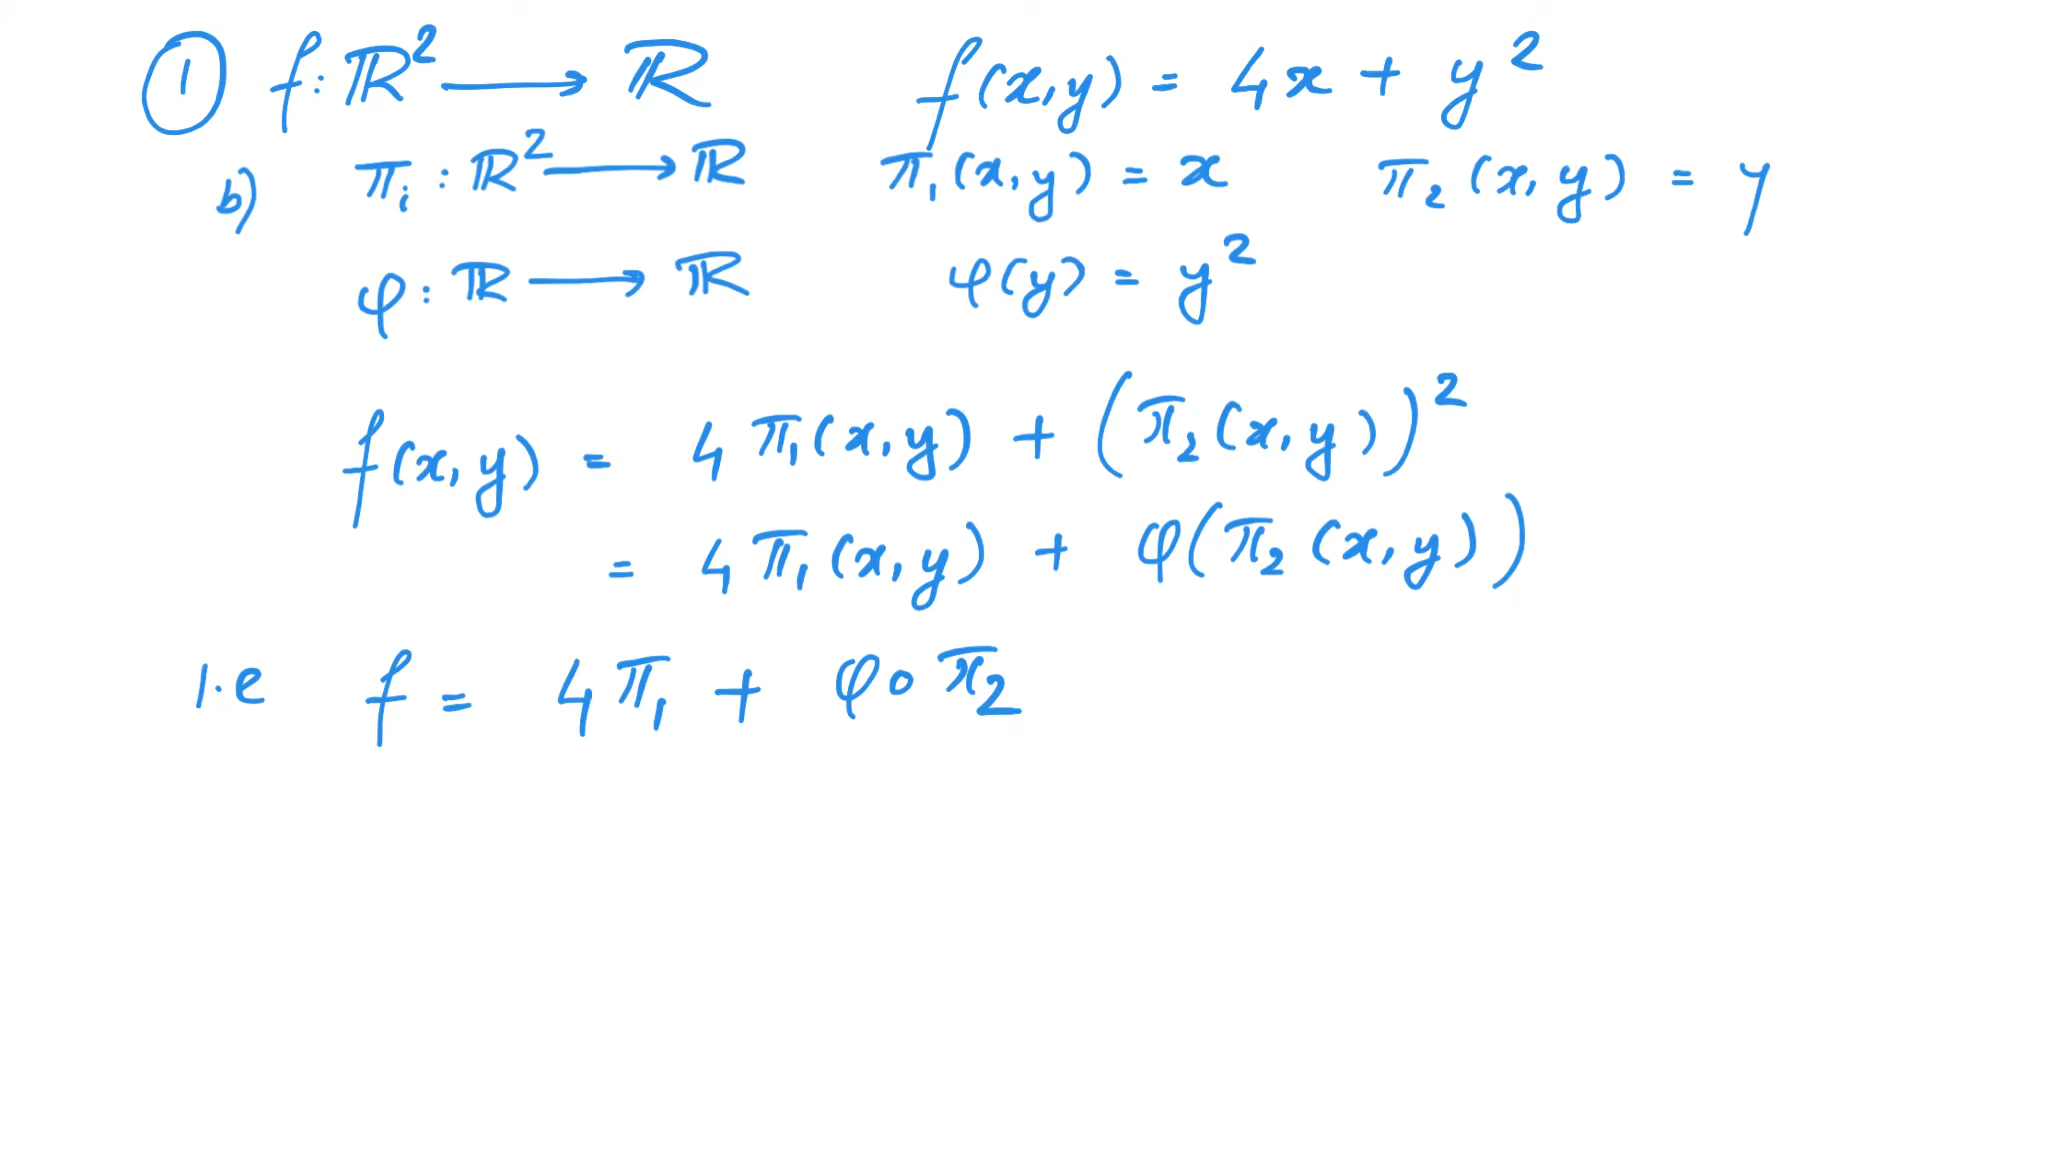 ① f: ℝ² ⟶ ℝ f(x,y) = 4x + y²
b) πᵢ : ℝ² ⟶ ℝ π₁(x,y) = x π₂(x,y) = y
φ: ℝ ⟶ ℝ φ(y) = y²
f(x,y) = 4π₁(x,y) + (π₂(x,y))²
= 4π₁(x,y) + φ(π₂(x,y))
i.e f = 4π₁ + φ∘π₂